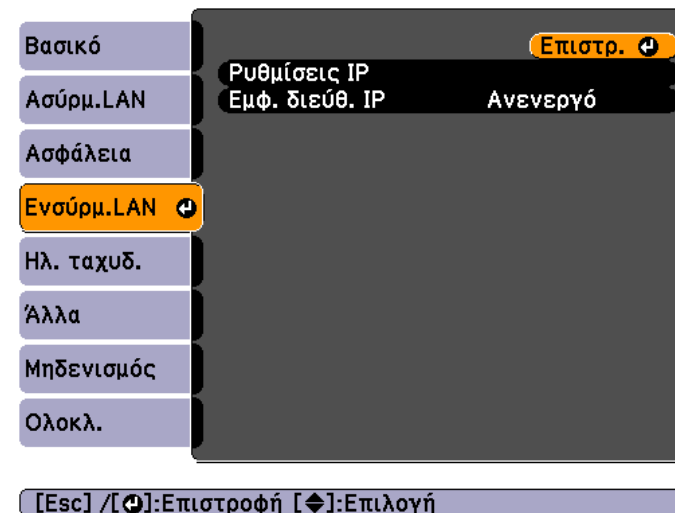 Βασικό
Ασύρμ.LAN
Ασφάλεια
Ενσύρμ.LAN
Ηλ. ταχυδ.
Άλλα
Μηδενισμός
Ολοκλ.
Επιστρ.
Ρυθμίσεις IP
Εμφ. διεύθ. IP Ανενεργό
[Esc] /[⏎]:Επιστροφή [◆]:Επιλογή